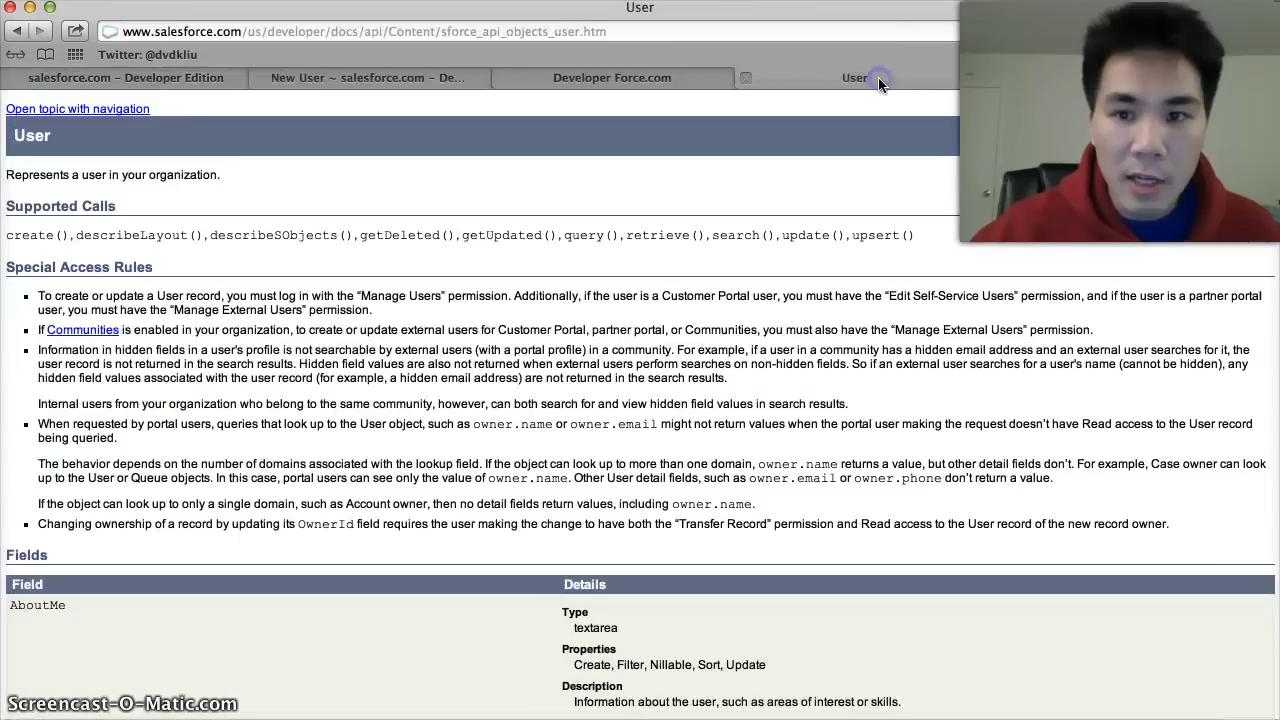 User
www.salesforce.com/us/developer/docs/api/Content/sforce_api_objects_user.htm
Twitter: @dvdkliu
salesforce.com – Developer Edition
New User ~ salesforce.com – De...
Developer Force.com
User
Open topic with navigation
User
Represents a user in your organization.
Supported Calls
create(),describeLayout(),describeSObjects(),getDeleted(),getUpdated(),query(),retrieve(),search(),update(),upsert()
Special Access Rules
To create or update a User record, you must log in with the “Manage Users” permission. Additionally, if the user is a Customer Portal user, you must have the “Edit Self-Service Users” permission, and if the user is a partner portal
user, you must have the “Manage External Users” permission.
If Communities is enabled in your organization, to create or update external users for Customer Portal, partner portal, or Communities, you must also have the “Manage External Users” permission.
Information in hidden fields in a user's profile is not searchable by external users (with a portal profile) in a community. For example, if a user in a community has a hidden email address and an external user searches for it, the
user record is not returned in the search results. Hidden field values are also not returned when external users perform searches on non-hidden fields. So if an external user searches for a user's name (cannot be hidden), any
hidden field values associated with the user record (for example, a hidden email address) are not returned in the search results.
Internal users from your organization who belong to the same community, however, can both search for and view hidden field values in search results.
When requested by portal users, queries that look up to the User object, such as owner.name or owner.email might not return values when the portal user making the request doesn’t have Read access to the User record
being queried.
The behavior depends on the number of domains associated with the lookup field. If the object can look up to more than one domain, owner.name returns a value, but other detail fields don’t. For example, Case owner can look
up to the User or Queue objects. In this case, portal users can see only the value of owner.name. Other User detail fields, such as owner.email or owner.phone don’t return a value.
If the object can look up to only a single domain, such as Account owner, then no detail fields return values, including owner.name.
Changing ownership of a record by updating its OwnerId field requires the user making the change to have both the “Transfer Record” permission and Read access to the User record of the new record owner.
Fields
Field
Details
AboutMe
Type
textarea
Properties
Create, Filter, Nillable, Sort, Update
Description
Information about the user, such as areas of interest or skills.
Screencast-O-Matic.com